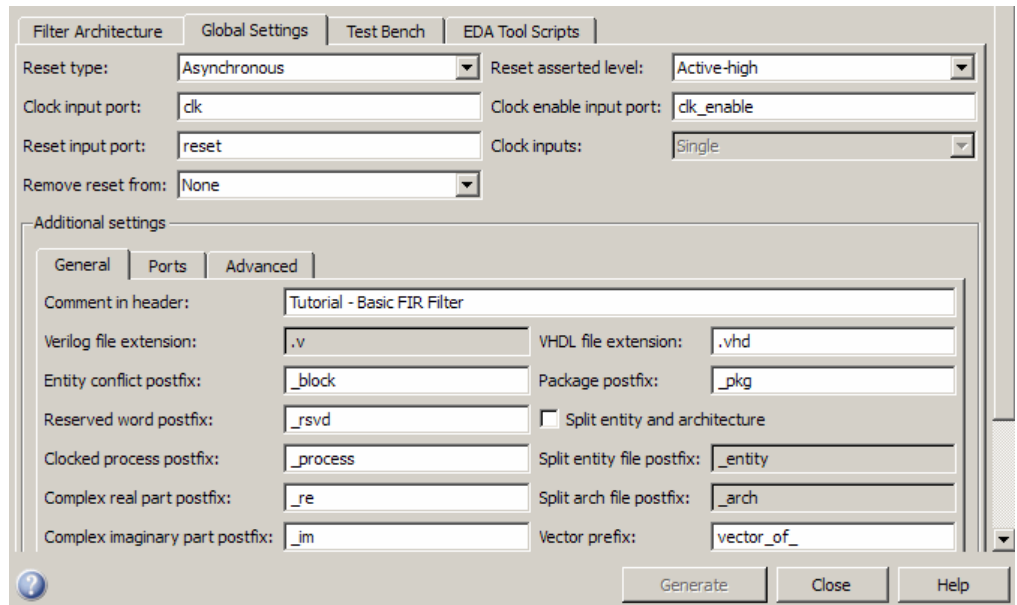 Filter Architecture Global Settings Test Bench EDA Tool Scripts
Reset type: Asynchronous Reset asserted level: Active-high
Clock input port: clk Clock enable input port: clk_enable
Reset input port: reset Clock inputs: Single
Remove reset from: None
Additional settings
General Ports Advanced
Comment in header: Tutorial - Basic FIR Filter
Verilog file extension: .v VHDL file extension: .vhd
Entity conflict postfix: _block Package postfix: _pkg
Reserved word postfix: _rsvd Split entity and architecture
Clocked process postfix: _process Split entity file postfix: _entity
Complex real part postfix: _re Split arch file postfix: _arch
Complex imaginary part postfix: _im Vector prefix: vector_of_
? Generate Close Help